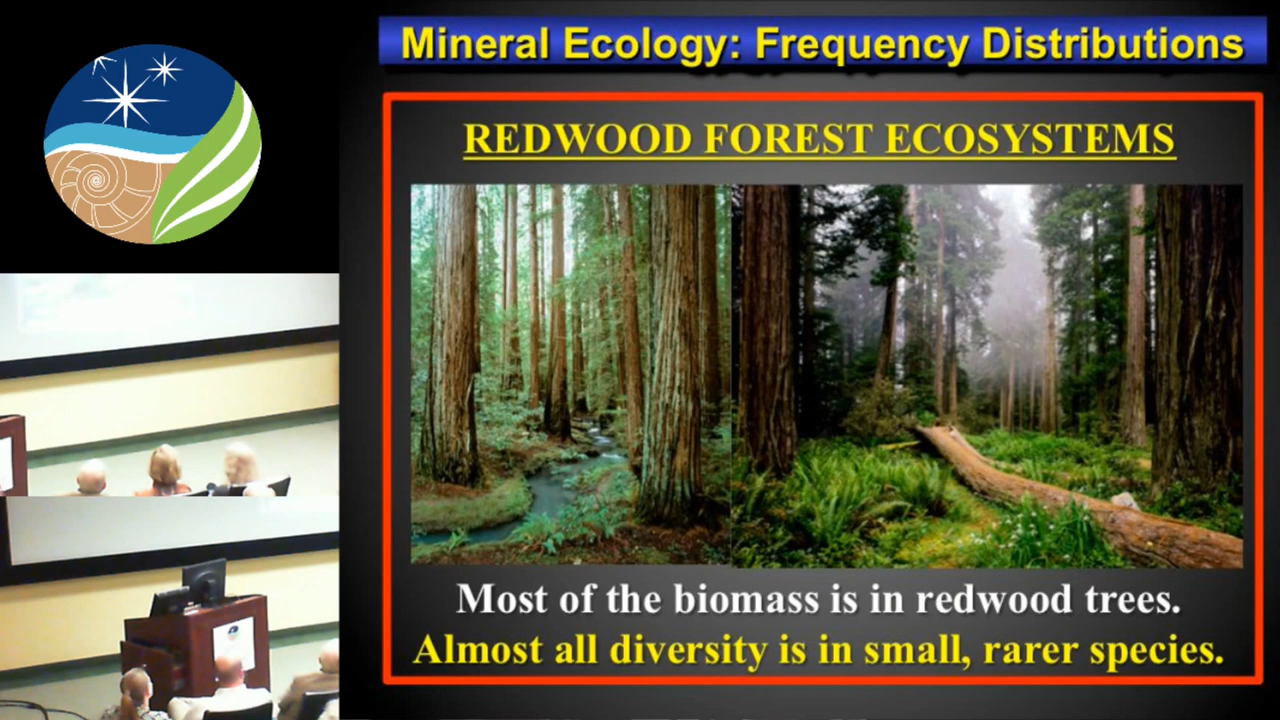 Mineral Ecology: Frequency Distributions
REDWOOD FOREST ECOSYSTEMS
Most of the biomass is in redwood trees.
Almost all diversity is in small, rarer species.